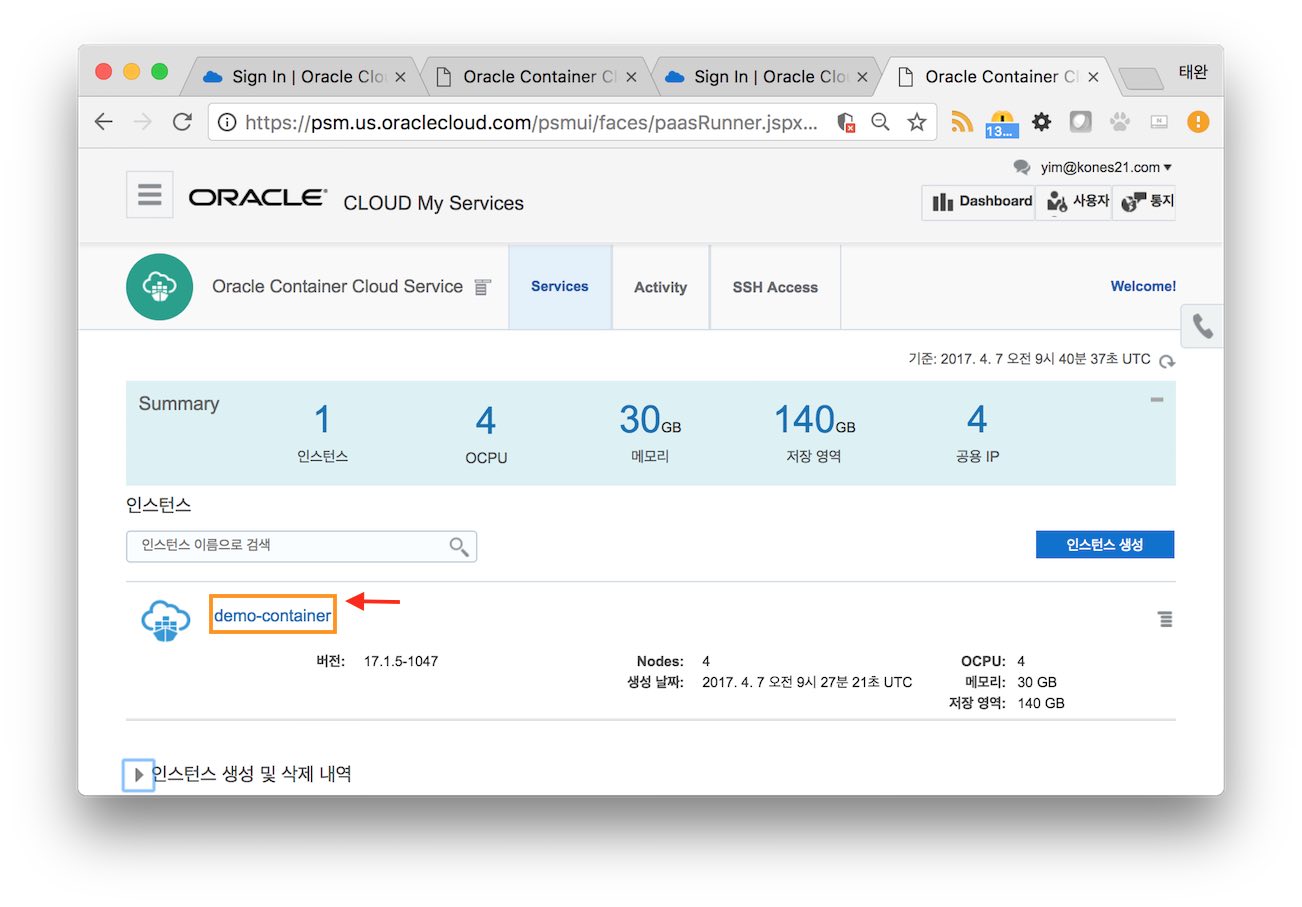 Sign In | Oracle Clo
Oracle Container Cl
Sign In | Oracle Clo
Oracle Container Cl
태완
https://psm.us.oraclecloud.com/psmui/faces/paasRunner.jspx...
13...
yim@kones21.com
ORACLE CLOUD My Services
Dashboard
사용자
통지
Oracle Container Cloud Service
Services
Activity
SSH Access
Welcome!
기준: 2017. 4. 7 오전 9시 40분 37초 UTC
Summary
1
4
30GB
140GB
4
인스턴스
OCPU
메모리
저장 영역
공용 IP
인스턴스
인스턴스 이름으로 검색
인스턴스 생성
demo-container
버전: 17.1.5-1047
Nodes: 4
OCPU: 4
생성 날짜: 2017. 4. 7 오전 9시 27분 21초 UTC
메모리: 30 GB
저장 영역: 140 GB
인스턴스 생성 및 삭제 내역